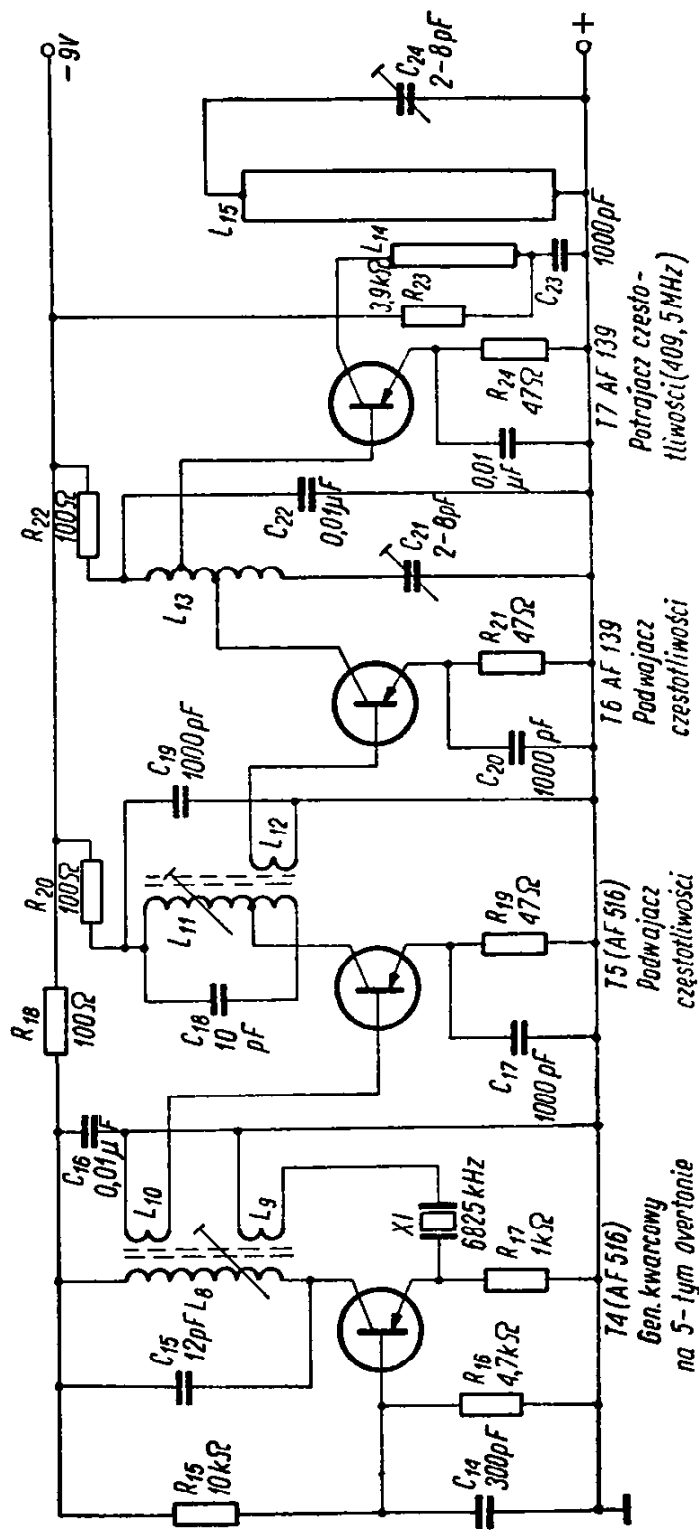 R15
10kΩ
C14
300pF
R16
4,7kΩ
C15
12pF
L8
C16
0,01µF
L10
L9
X1
6825 kHz
R17
1kΩ
T4 (AF 516)
Gen. kwarcowy
na 5-tym overtonie
R18
100Ω
C18
10
pF
R20
100Ω
L11
L12
C19
1000pF
C17
1000pF
R19
47Ω
T5 (AF 516)
Podwajacz
częstotliwości
L13
R22
100Ω
C22
0,01µF
C21
2-8pF
C20
1000 pF
R21
47Ω
T6 AF 139
Podwajacz
częstotliwości
0,01
µF
R24
47Ω
3,9kΩ
R23
L14
C23
1000pF
T7 AF 139
Potrajacz często-
tliwości (409,5 MHz)
L15
C24
2-8pF
-9V
+